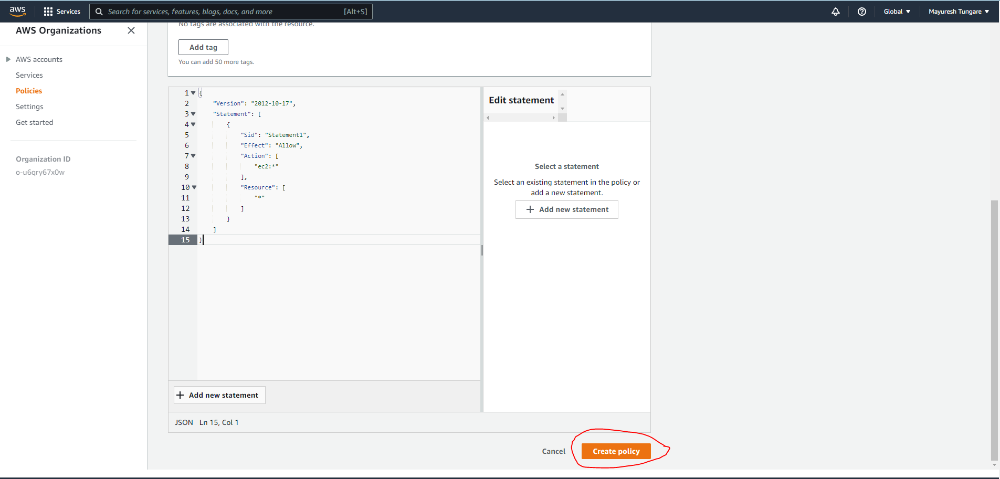 aws Services Search for services, features, blogs, docs, and more [Alt+S] Global Mayuresh Tungare
AWS Organizations
AWS accounts
Services
Policies
Settings
Get started
Organization ID
o-u6qry67x0w
No tags are associated with the resource.
Add tag
You can add 50 more tags.
1 {
2 "Version": "2012-10-17",
3 "Statement": [
4 {
5 "Sid": "Statement1",
6 "Effect": "Allow",
7 "Action": [
8 "ec2:*"
9 ],
10 "Resource": [
11 "*"
12 ]
13 }
14 ]
15 }
+ Add new statement
JSON Ln 15, Col 1
Edit statement
Select a statement
Select an existing statement in the policy or
add a new statement.
+ Add new statement
Cancel Create policy